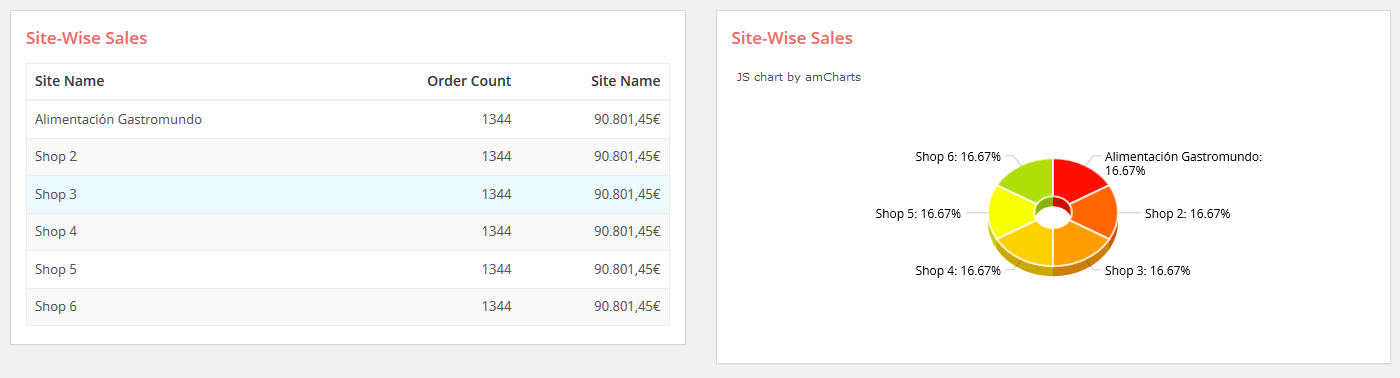 Site-Wise Sales
Site Name Order Count Site Name
Alimentación Gastromundo 1344 90.801,45€
Shop 2 1344 90.801,45€
Shop 3 1344 90.801,45€
Shop 4 1344 90.801,45€
Shop 5 1344 90.801,45€
Shop 6 1344 90.801,45€
Site-Wise Sales
JS chart by amCharts
Shop 6: 16.67%
Alimentación Gastromundo:
16.67%
Shop 5: 16.67%
Shop 2: 16.67%
Shop 4: 16.67%
Shop 3: 16.67%